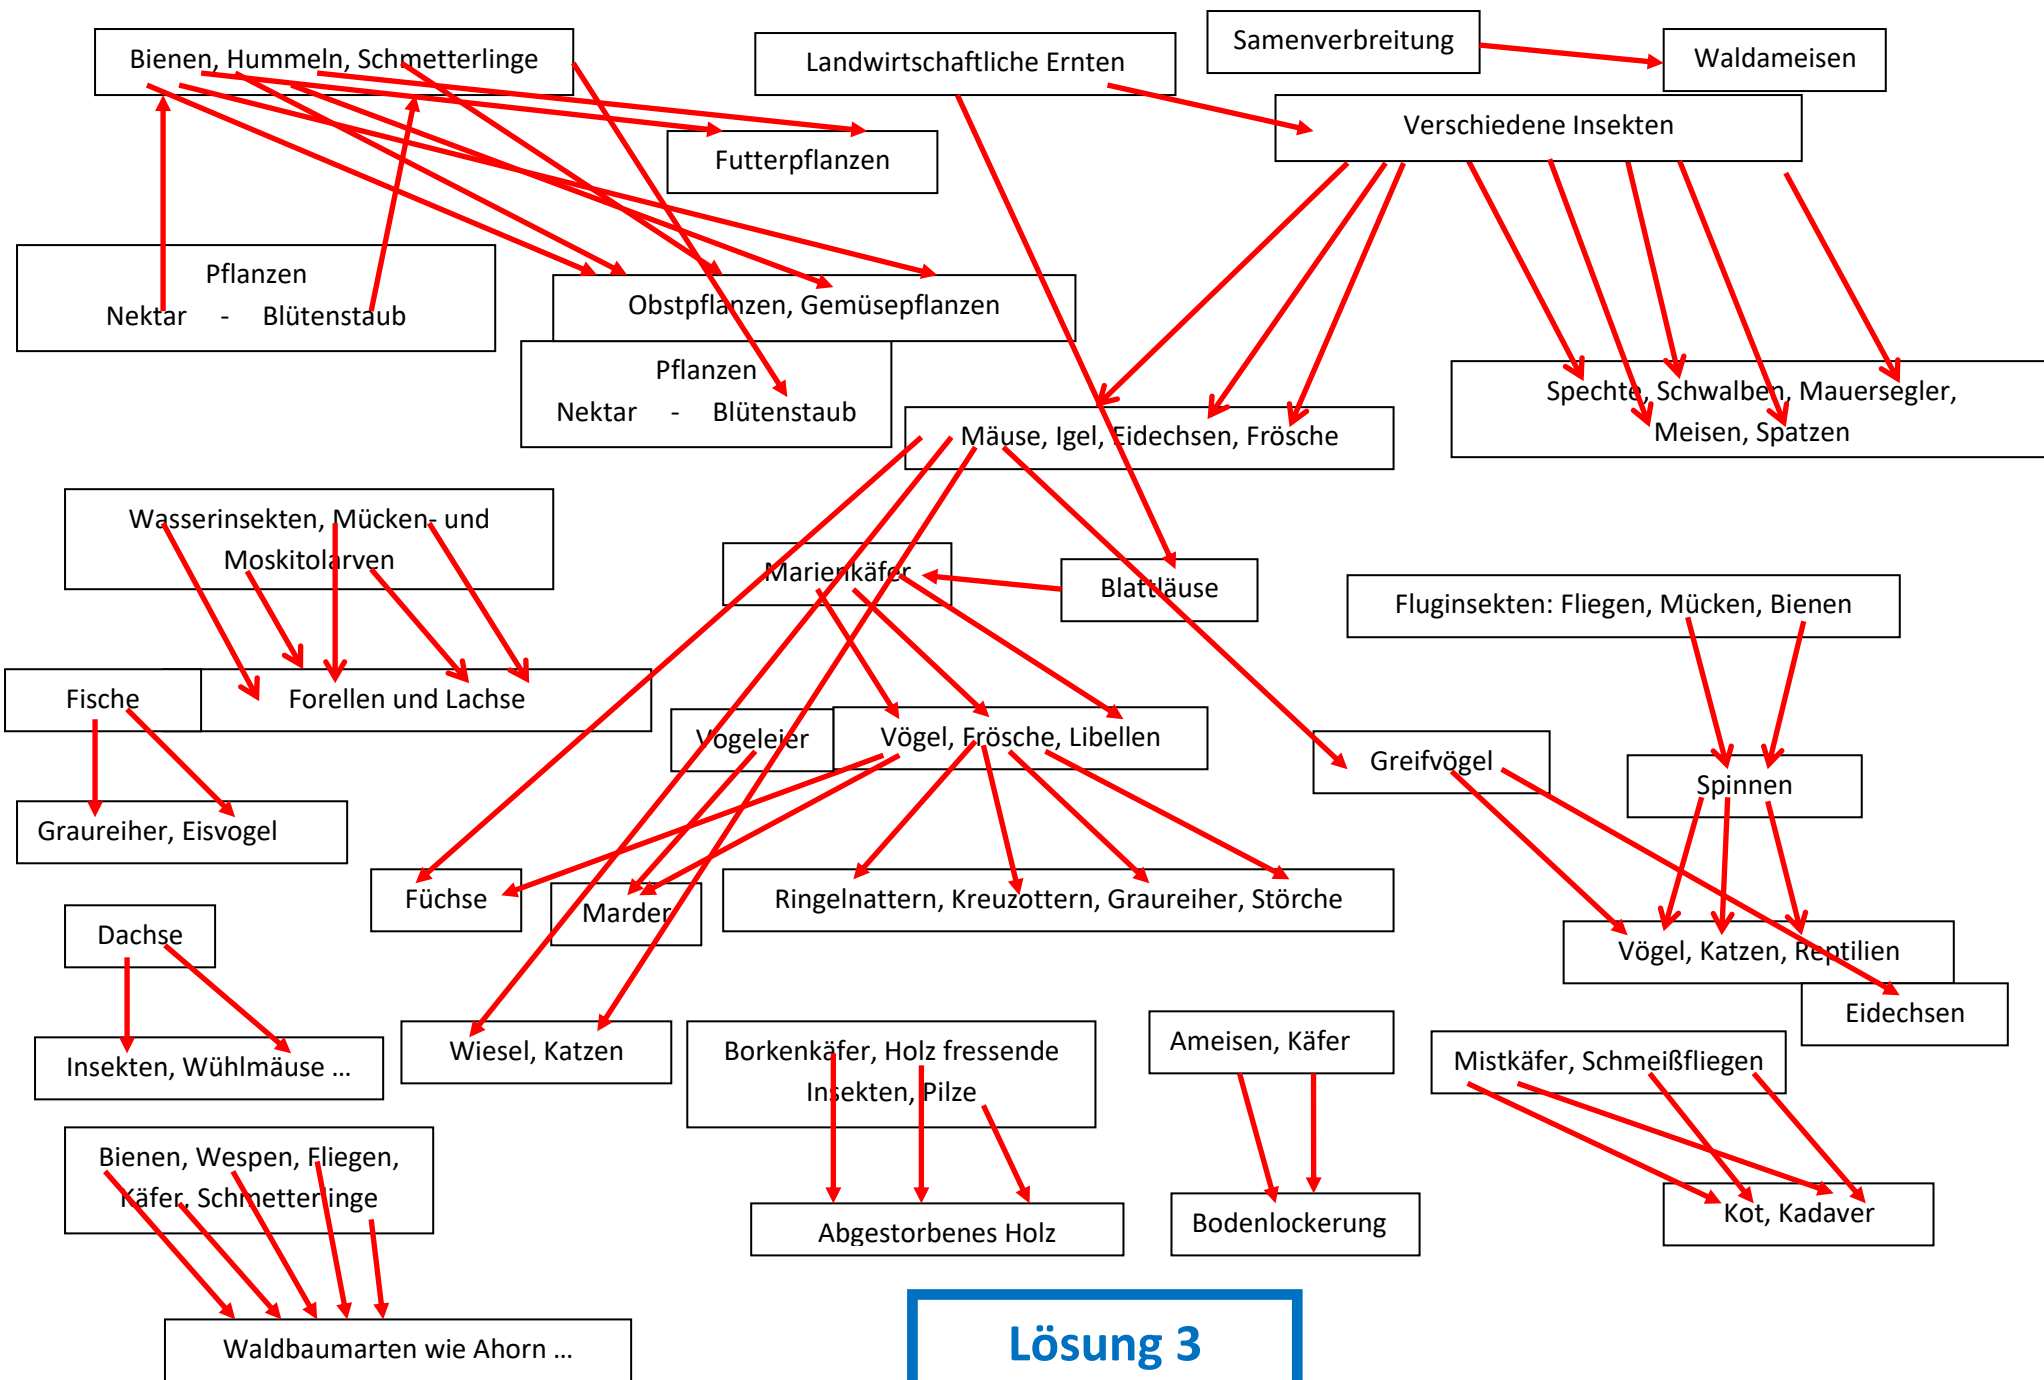 Bienen, Hummeln, Schmetterlinge
Landwirtschaftliche Ernten
Samenverbreitung
Waldameisen
Verschiedene Insekten
Futterpflanzen
Pflanzen
Nektar - Blütenstaub
Obstpflanzen, Gemüsepflanzen
Pflanzen
Nektar - Blütenstaub
Mäuse, Igel, Eidechsen, Frösche
Spechte, Schwalben, Mauersegler,
Meisen, Spatzen
Wasserinsekten, Mücken- und
Moskitolarven
Marienkäfer
Blattläuse
Fluginsekten: Fliegen, Mücken, Bienen
Fische
Forellen und Lachse
Vogeleier
Vögel, Frösche, Libellen
Greifvögel
Spinnen
Graureiher, Eisvogel
Füchse
Marder
Ringelnattern, Kreuzottern, Graureiher, Störche
Dachse
Vögel, Katzen, Reptilien
Eidechsen
Insekten, Wühlmäuse ...
Wiesel, Katzen
Borkenkäfer, Holz fressende
Insekten, Pilze
Ameisen, Käfer
Mistkäfer, Schmeißfliegen
Bienen, Wespen, Fliegen,
Käfer, Schmetterlinge
Abgestorbenes Holz
Bodenlockerung
Kot, Kadaver
Waldbaumarten wie Ahorn ...
Lösung 3